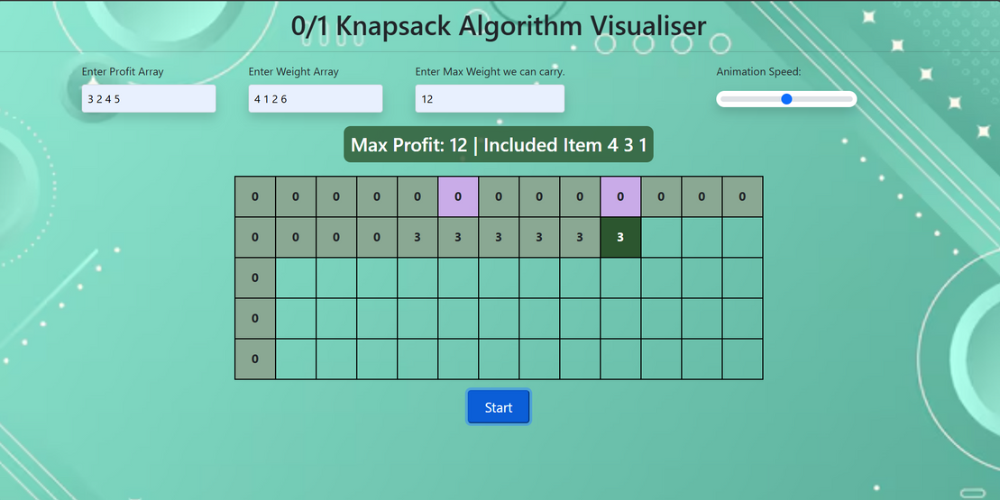 0/1 Knapsack Algorithm Visualiser
Enter Profit Array Enter Weight Array Enter Max Weight we can carry. Animation Speed:
3 2 4 5 4 1 2 6 12
Max Profit: 12 | Included Item 4 3 1
0 0 0 0 0 0 0 0 0 0 0 0 0
0 0 0 0 3 3 3 3 3 3
0
0
0
Start